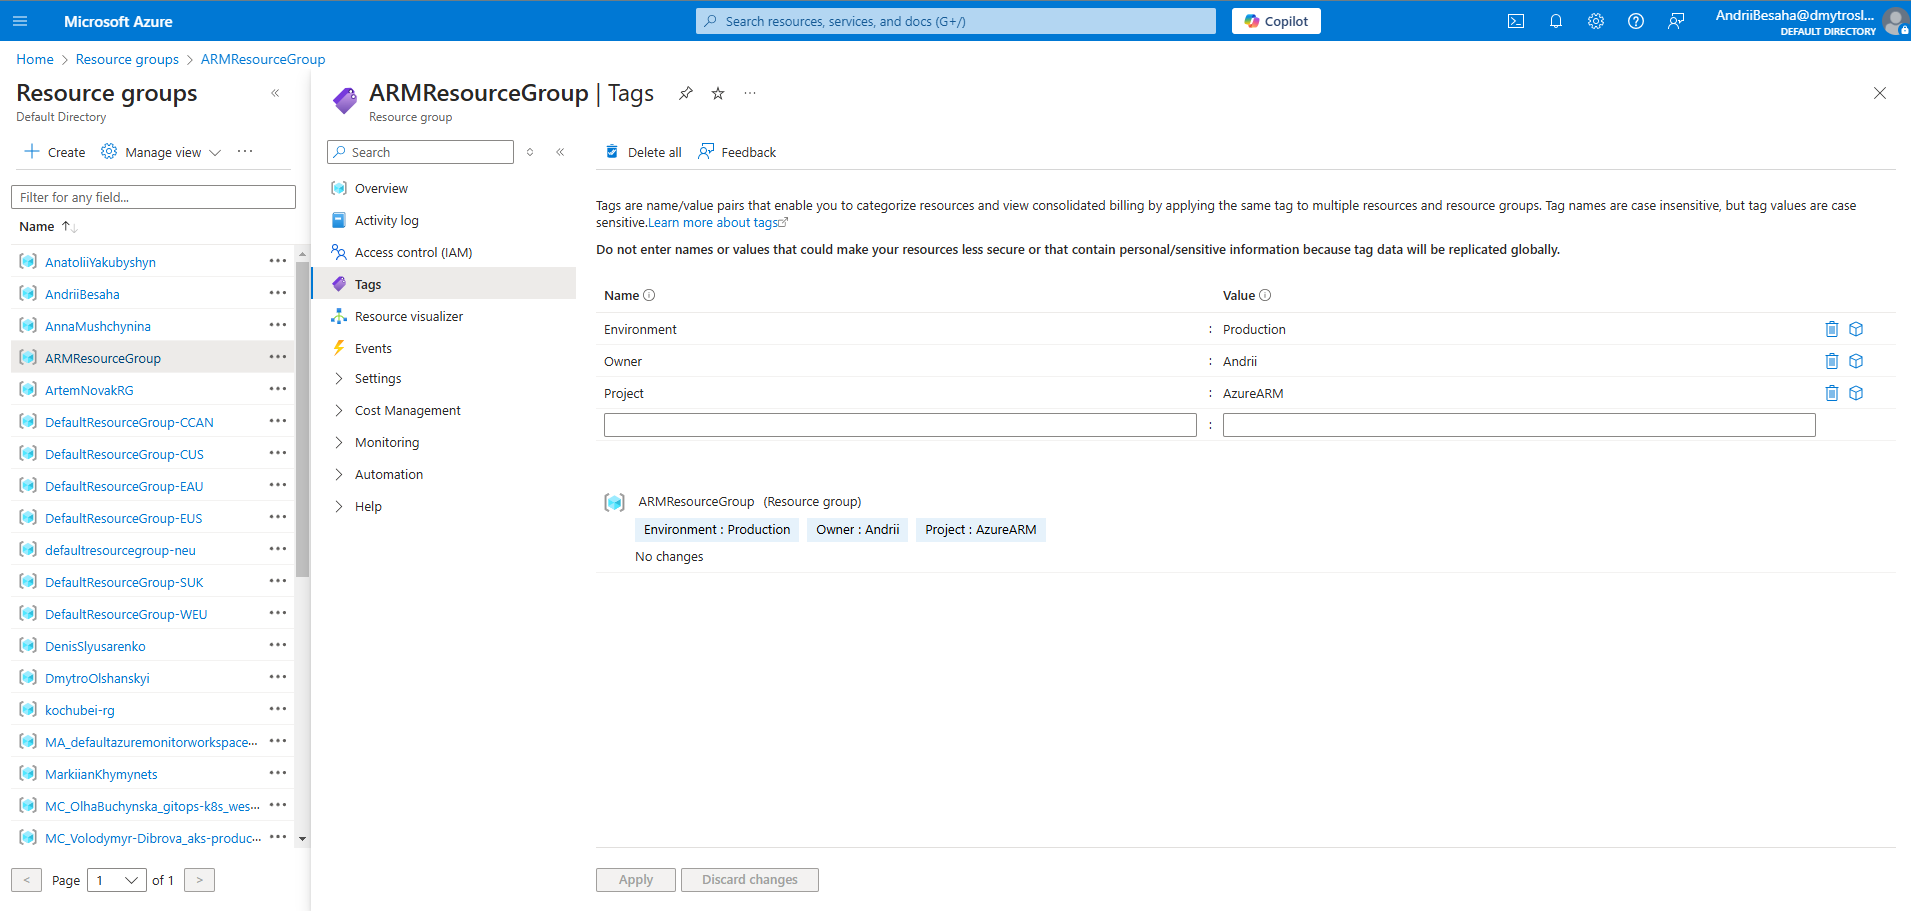 Microsoft Azure
Search resources, services, and docs (G+/)
Copilot
AndriiBesaha@dmytrosl...
DEFAULT DIRECTORY
Home > Resource groups > ARMResourceGroup
Resource groups
Default Directory
Create
Manage view
Filter for any field...
Name
AnatoliiYakubyshyn
AndriiBesaha
AnnaMushchynina
ARMResourceGroup
ArtemNovakRG
DefaultResourceGroup-CCAN
DefaultResourceGroup-CUS
DefaultResourceGroup-EAU
DefaultResourceGroup-EUS
defaultresourcegroup-neu
DefaultResourceGroup-SUK
DefaultResourceGroup-WEU
DenisSlyusarenko
DmytroOlshanskyi
kochubei-rg
MA_defaultazuremonitorworkspace...
MarkiianKhymynets
MC_OlhaBuchynska_gitops-k8s_wes...
MC_Volodymyr-Dibrova_aks-produc...
< Page 1 of 1 >
ARMResourceGroup | Tags
Resource group
Search
Overview
Activity log
Access control (IAM)
Tags
Resource visualizer
Events
Settings
Cost Management
Monitoring
Automation
Help
Delete all
Feedback
Tags are name/value pairs that enable you to categorize resources and view consolidated billing by applying the same tag to multiple resources and resource groups. Tag names are case insensitive, but tag values are case
sensitive.Learn more about tags
Do not enter names or values that could make your resources less secure or that contain personal/sensitive information because tag data will be replicated globally.
Name Value
Environment : Production
Owner : Andrii
Project : AzureARM
:
ARMResourceGroup (Resource group)
Environment : Production Owner : Andrii Project : AzureARM
No changes
Apply Discard changes